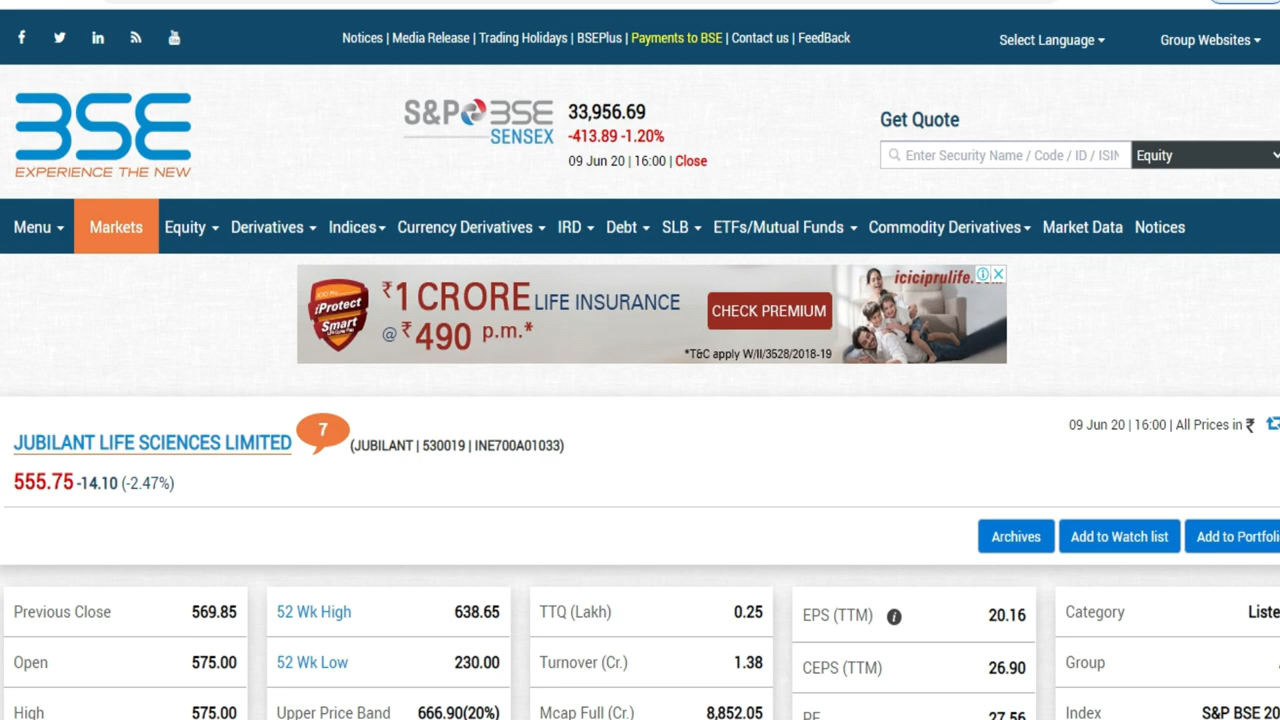 Notices | Media Release | Trading Holidays | BSEPlus | Payments to BSE | Contact us | FeedBack
Select Language
Group Websites
BSE
EXPERIENCE THE NEW
S&P BSE
SENSEX
33,956.69
-413.89 -1.20%
09 Jun 20 | 16:00 | Close
Get Quote
Enter Security Name / Code / ID / ISIN
Equity
Menu Markets Equity Derivatives Indices Currency Derivatives IRD Debt SLB ETFs/Mutual Funds Commodity Derivatives Market Data Notices
iProtect
Smart
₹1 CRORE LIFE INSURANCE
@ ₹490 p.m.*
CHECK PREMIUM
*T&C apply W/II/3528/2018-19
iciciprulife.
JUBILANT LIFE SCIENCES LIMITED
7
(JUBILANT | 530019 | INE700A01033)
09 Jun 20 | 16:00 | All Prices in ₹
555.75 -14.10 (-2.47%)
Archives
Add to Watch list
Add to Portfoli
Previous Close 569.85
Open 575.00
High 575.00
52 Wk High 638.65
52 Wk Low 230.00
Upper Price Band 666.90(20%)
TTQ (Lakh) 0.25
Turnover (Cr.) 1.38
Mcap Full (Cr.) 8,852.05
EPS (TTM) 20.16
CEPS (TTM) 26.90
PE 27.56
Category Liste
Group
Index S&P BSE 20